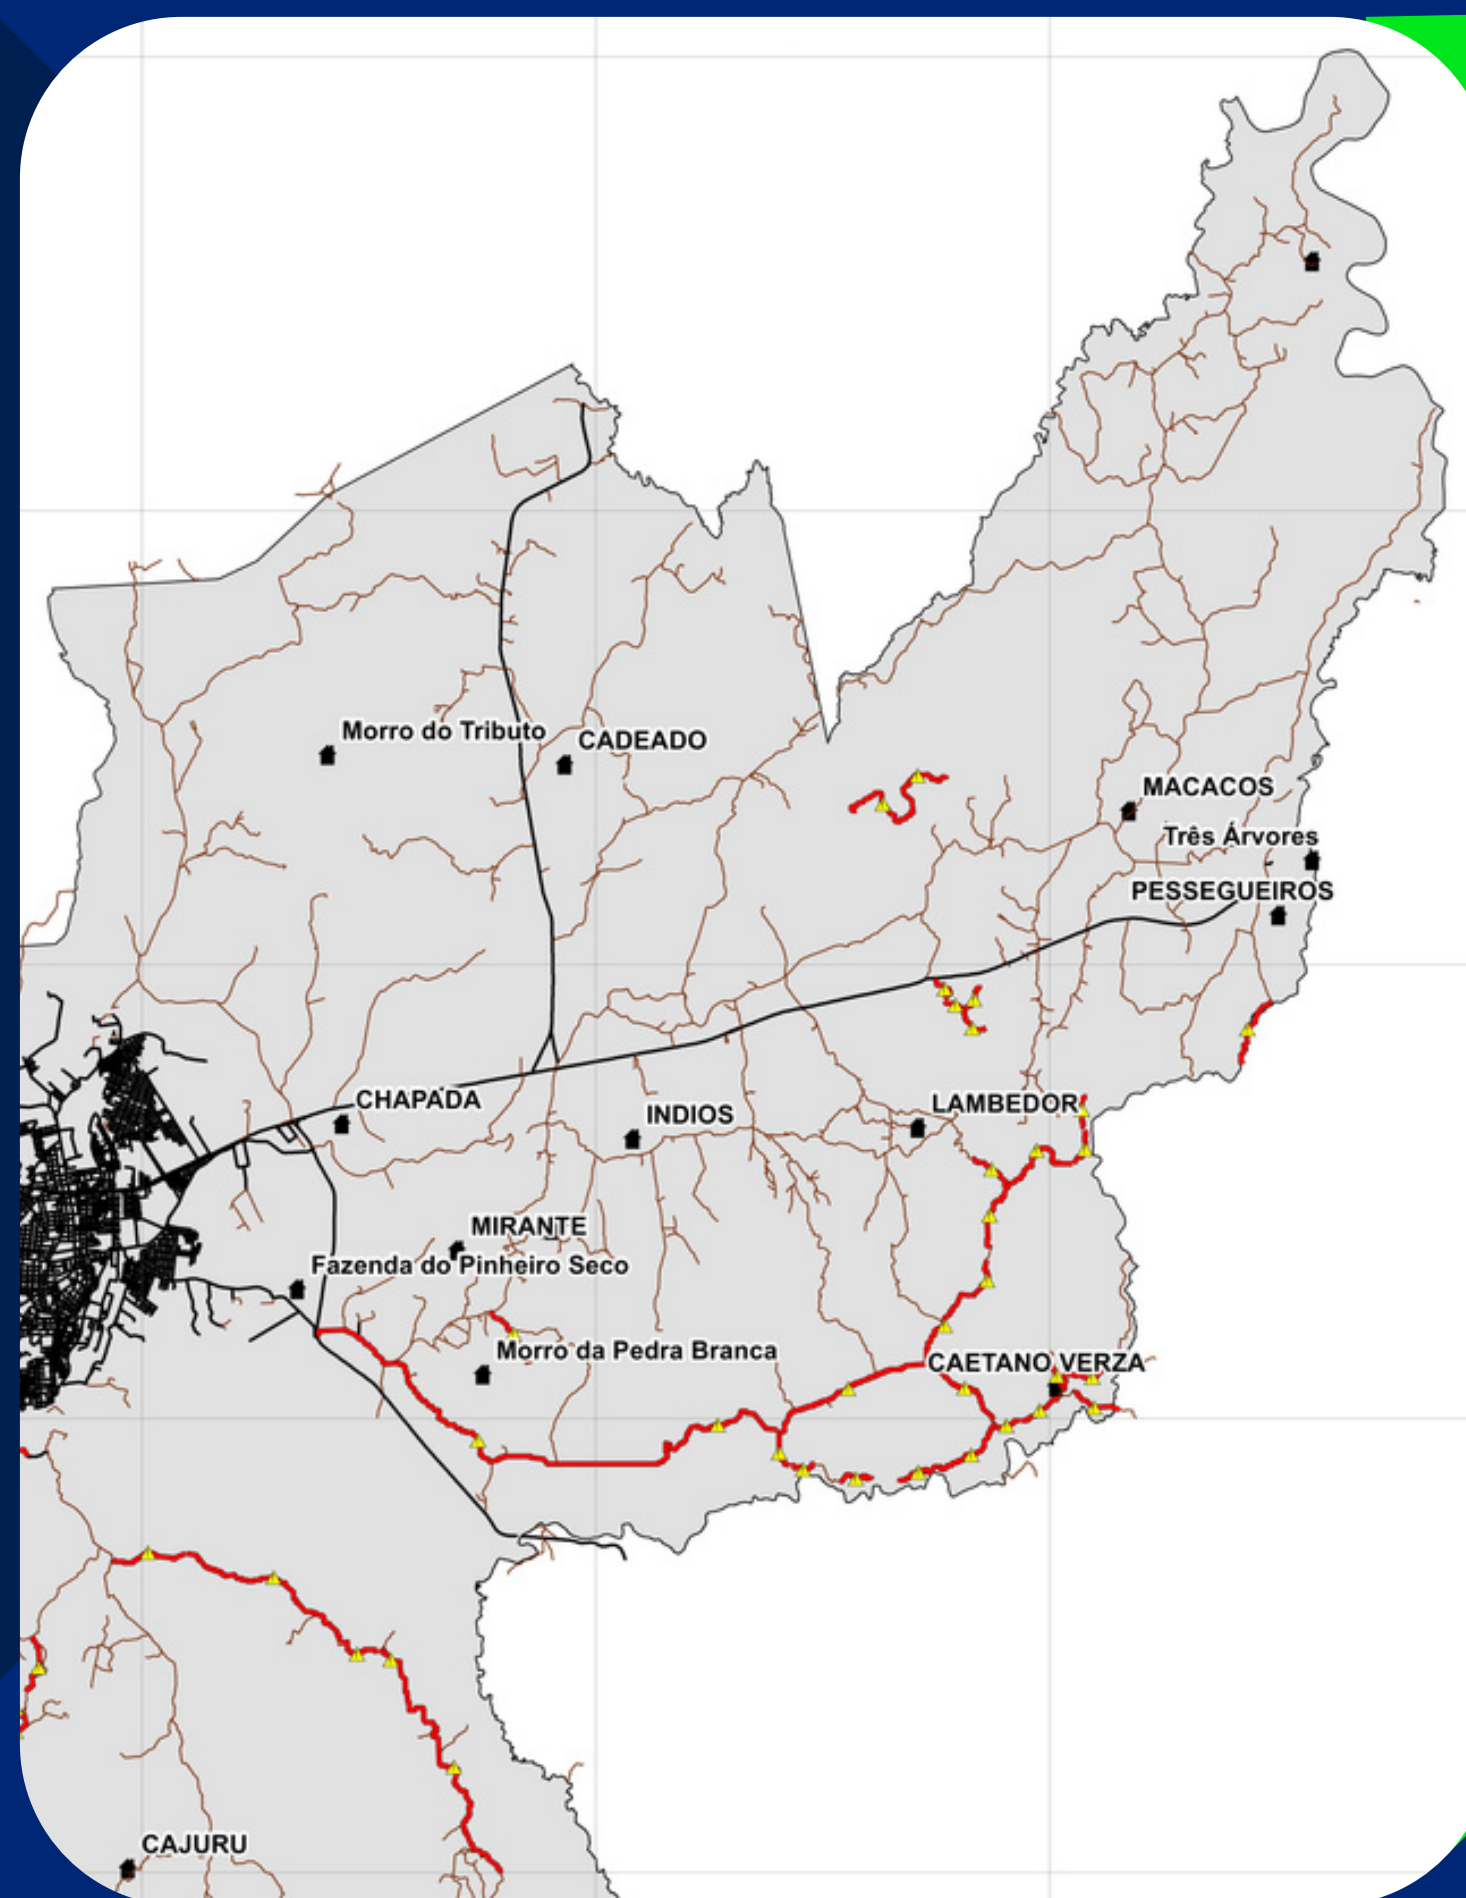 Morro do Tributo
CADEADO
MACACOS
Três Árvores
PESSEGUEIROS
CHAPADA
INDIOS
LAMBEDOR
MIRANTE
Fazenda do Pinheiro Seco
Morro da Pedra Branca
CAETANO VERZA
CAJURU